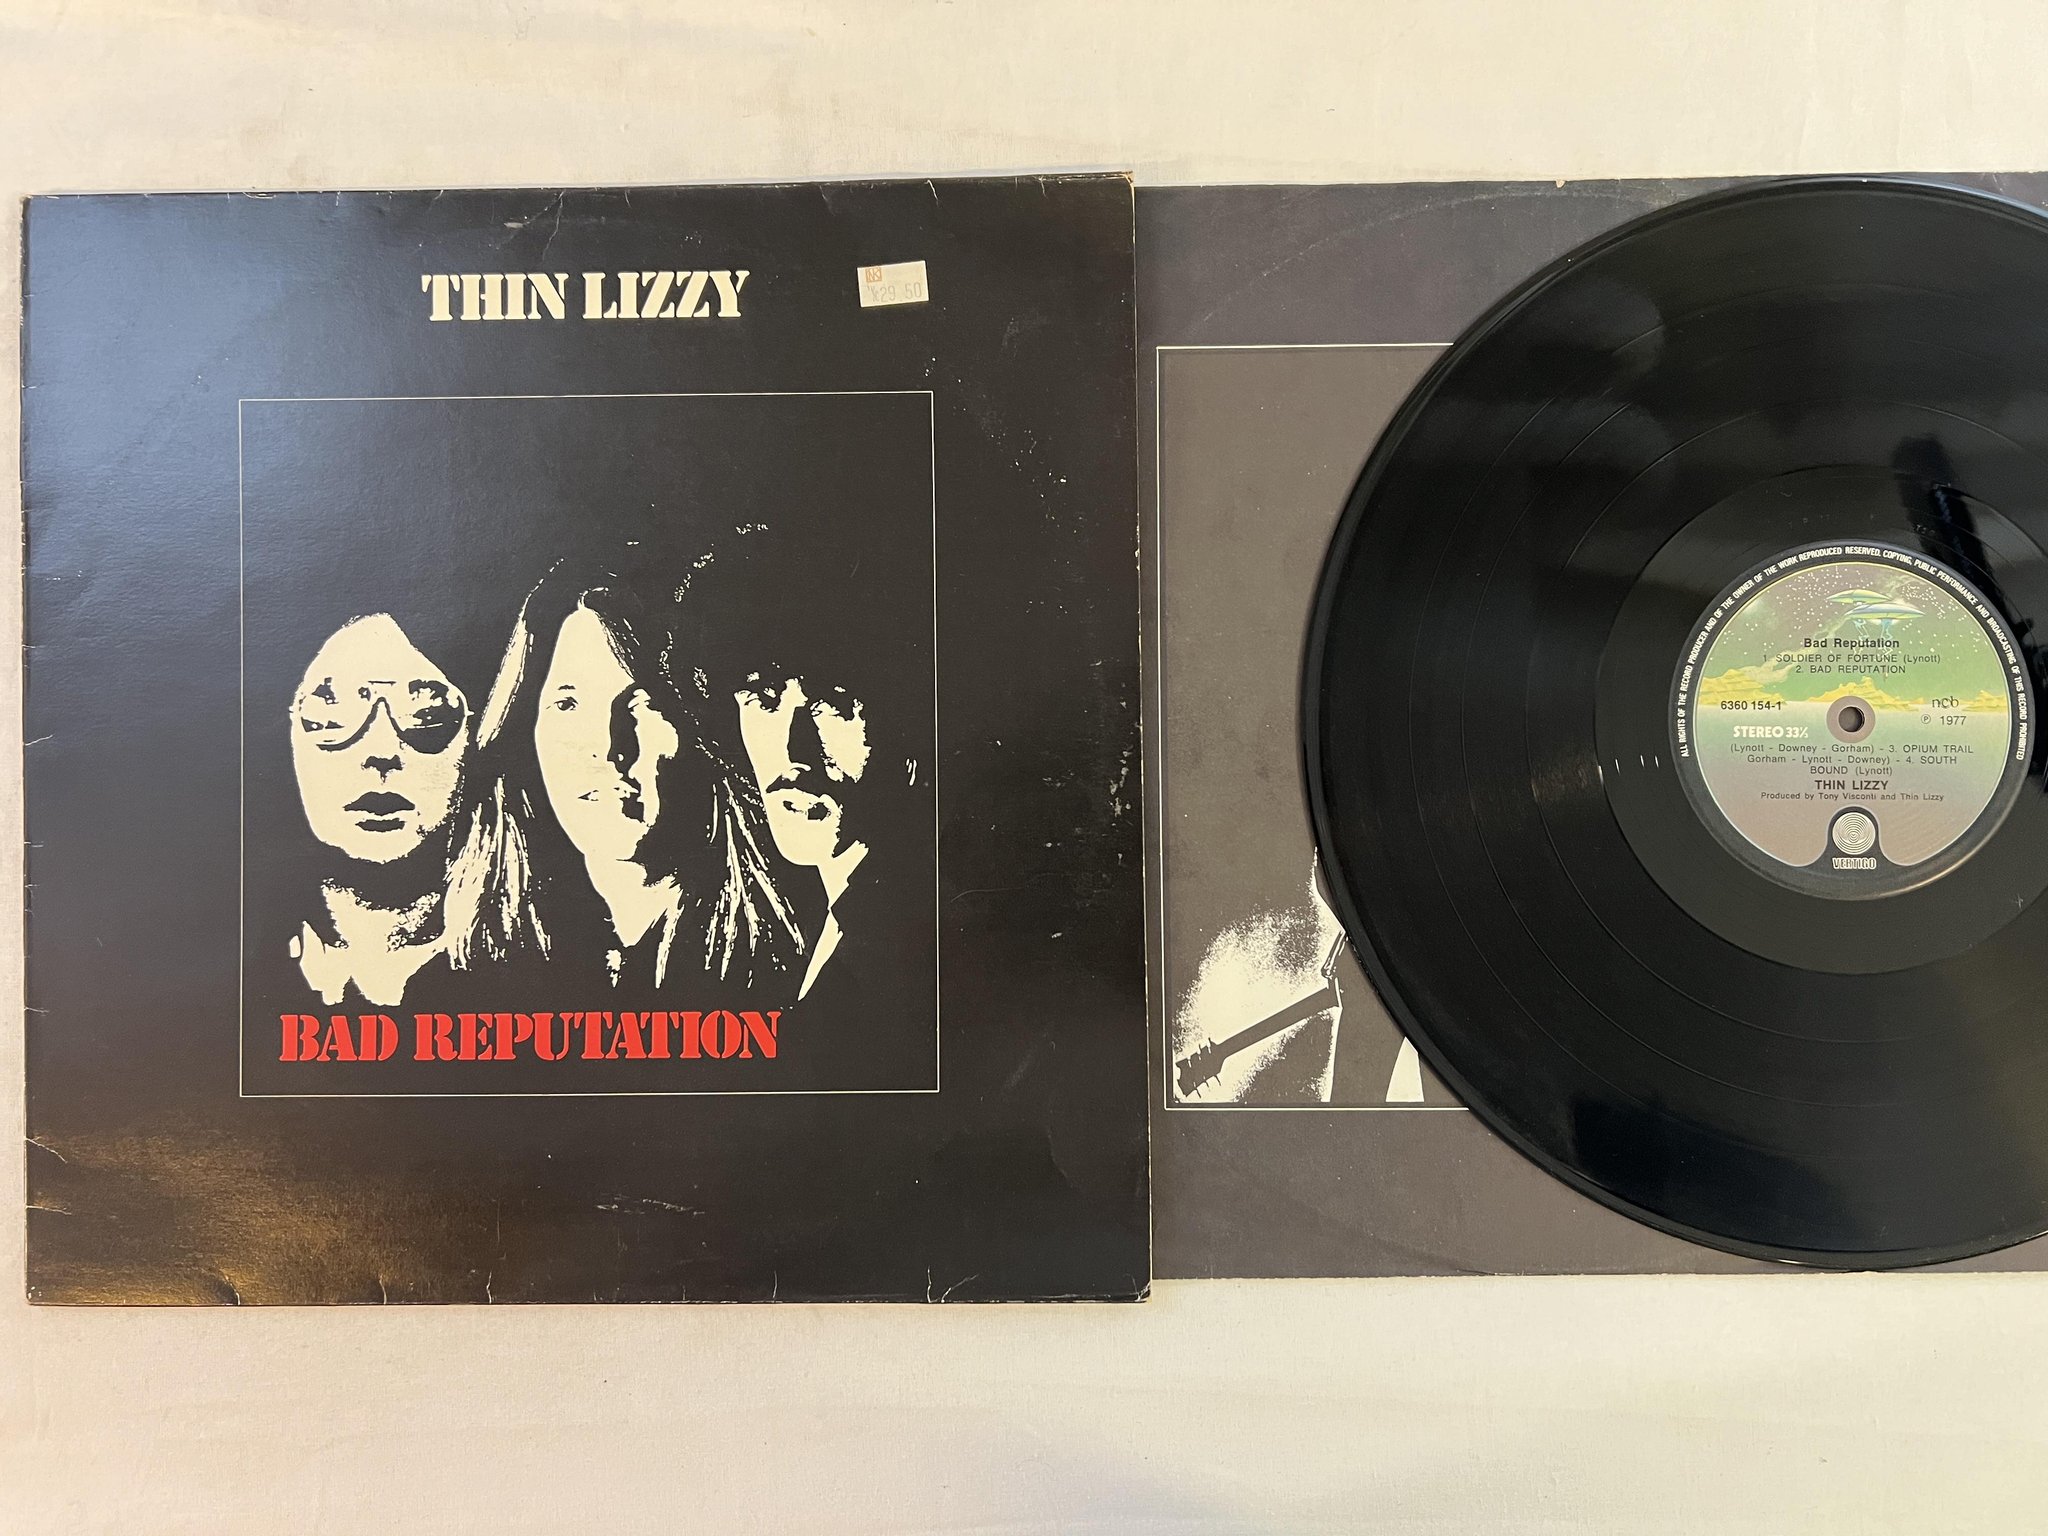 THIN LIZZY
NK
29.50
BAD REPUTATION
ALL RIGHTS OF THE RECORD PRODUCER AND OF THE OWNER OF THE WORK REPRODUCED RESERVED. COPYING, PUBLIC PERFORMANCE AND BROADCASTING OF THIS RECORD PROHIBITED
Bad Reputation
1. SOLDIER OF FORTUNE (Lynott)
2. BAD REPUTATION
6360 154-1
ncb
STEREO 33⅓
℗ 1977
(Lynott - Downey - Gorham) - 3. OPIUM TRAIL
Gorham - Lynott - Downey) - 4. SOUTH
BOUND (Lynott)
THIN LIZZY
Produced by Tony Visconti and Thin Lizzy
VERTIGO